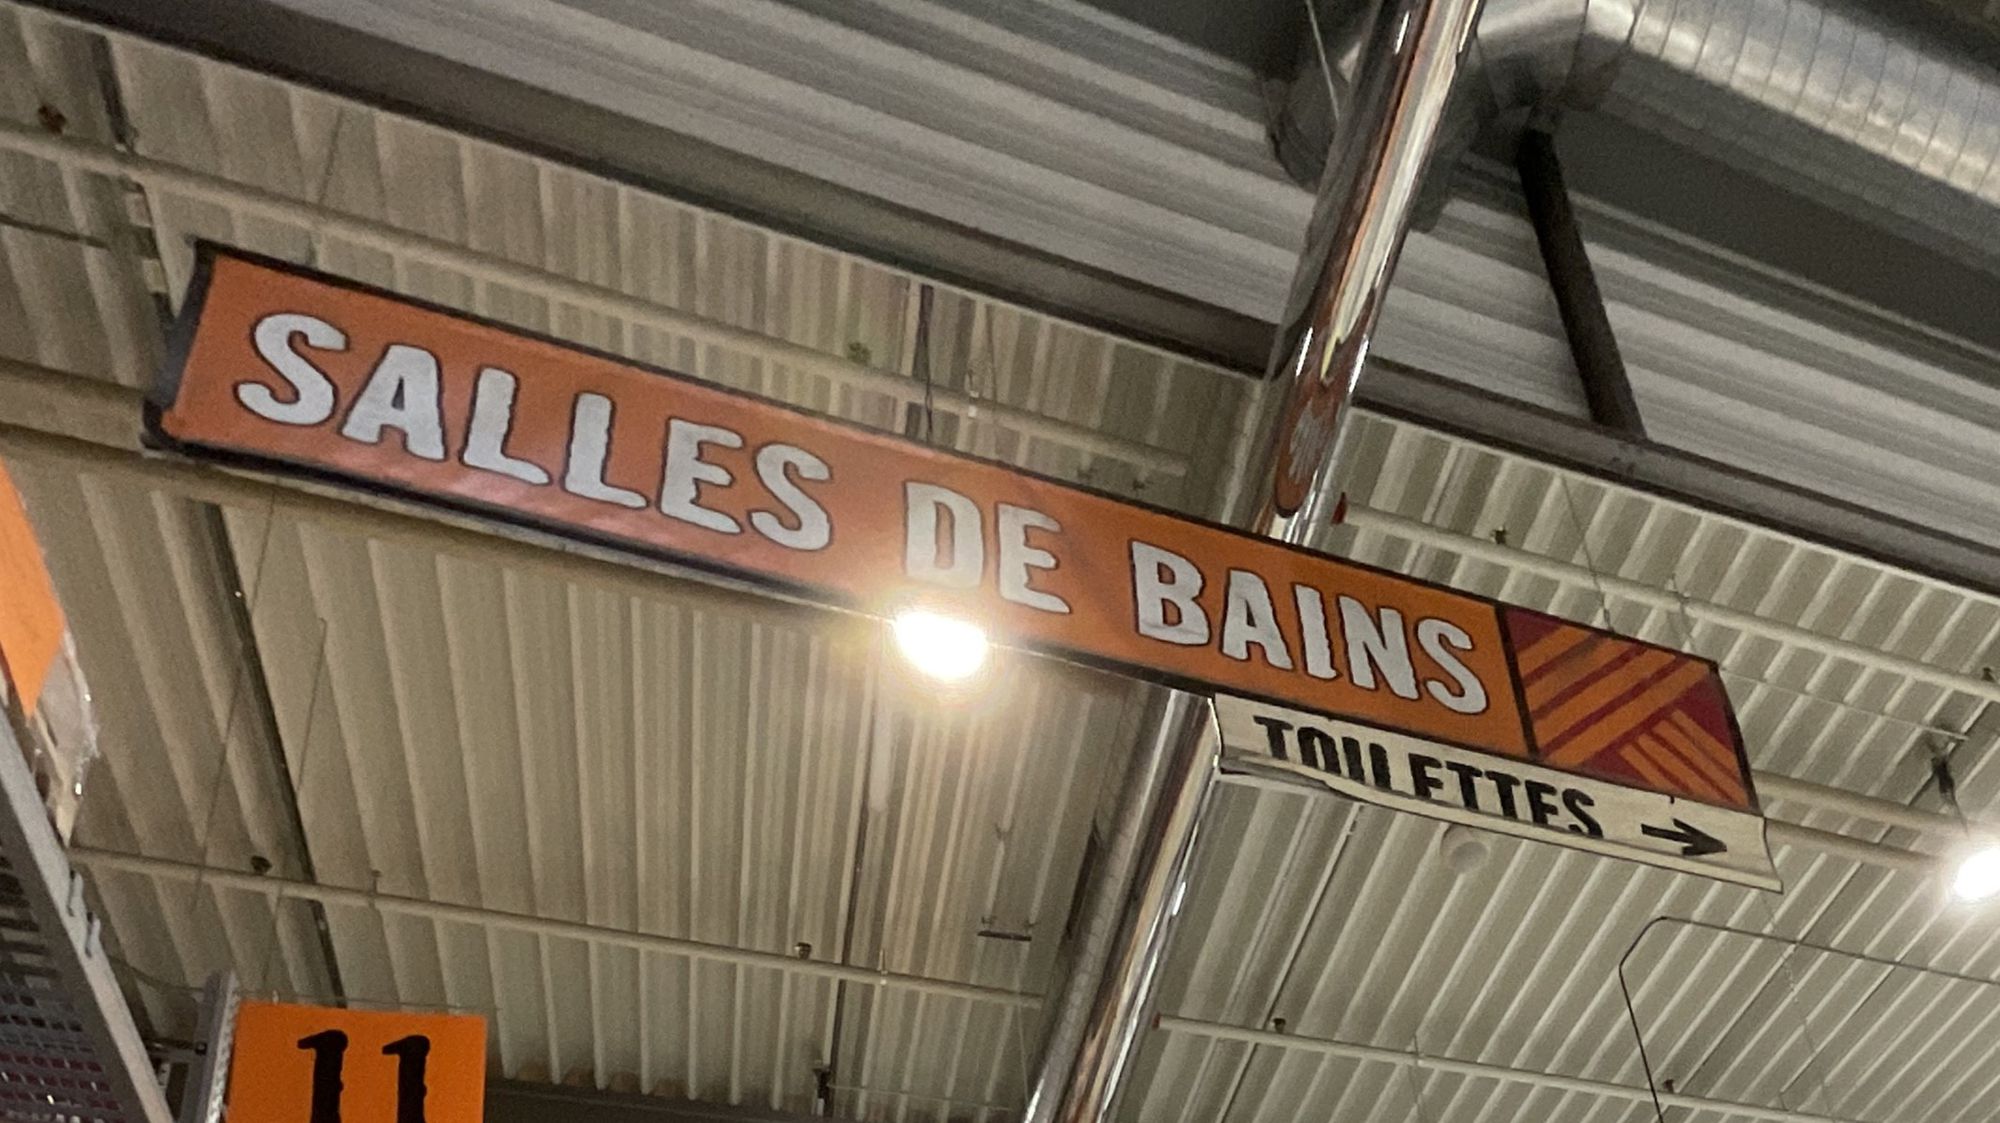 SALLES DE BAINS
TOILETTES →
11